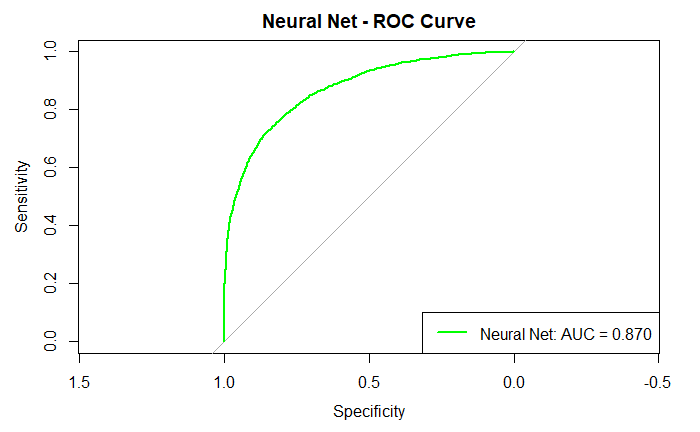 Neural Net - ROC Curve
Sensitivity
1.0
0.8
0.6
0.4
0.2
0.0
Neural Net: AUC = 0.870
1.5 1.0 0.5 0.0 -0.5
Specificity